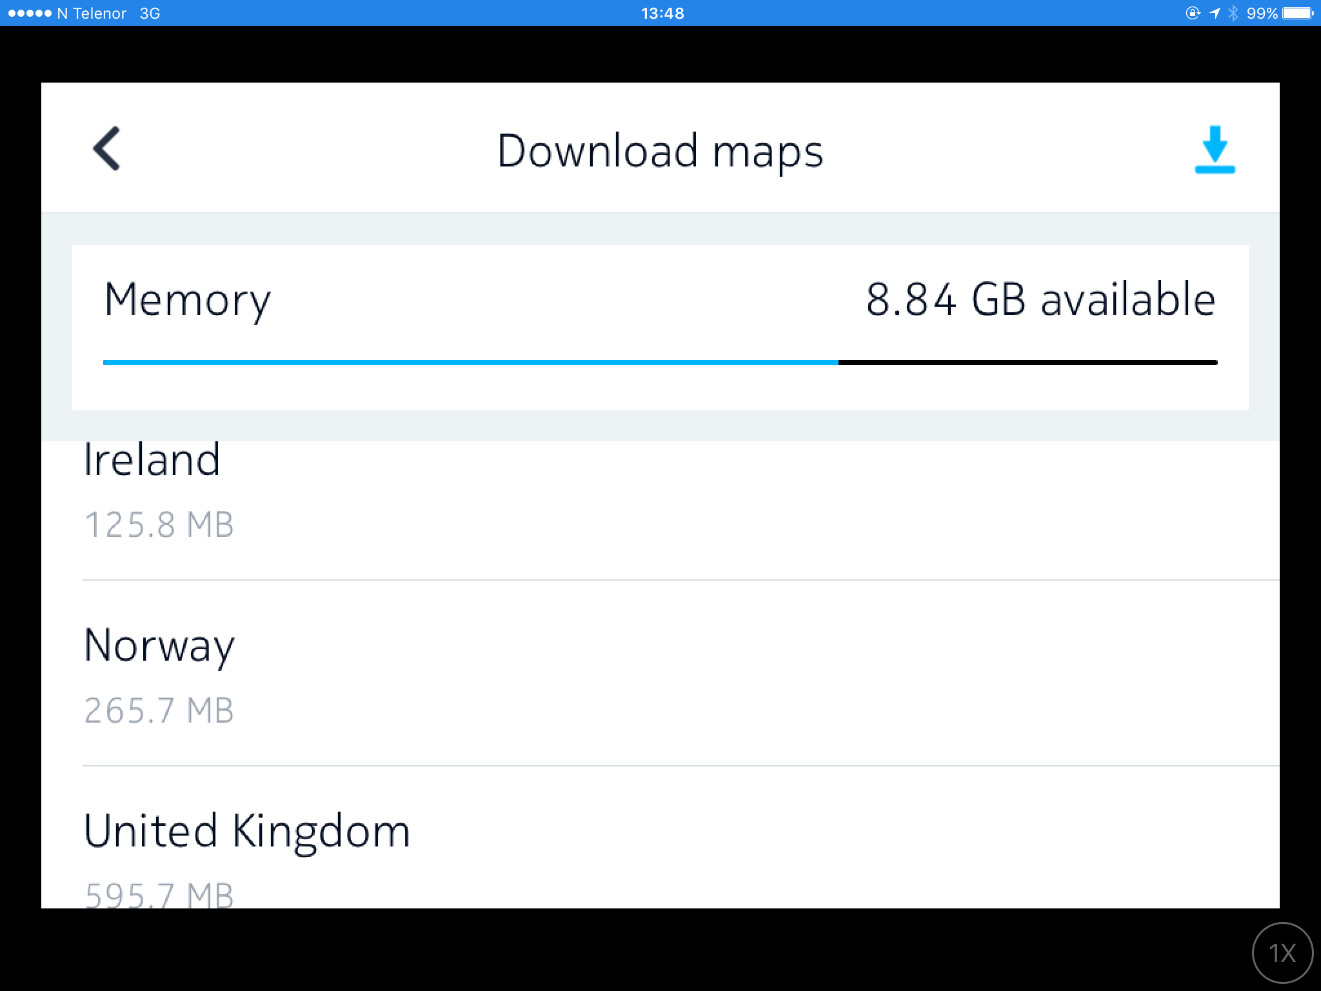 N Telenor 3G 13:48 99%
Download maps
Memory 8.84 GB available
Ireland
125.8 MB
Norway
265.7 MB
United Kingdom
595.7 MB
1X